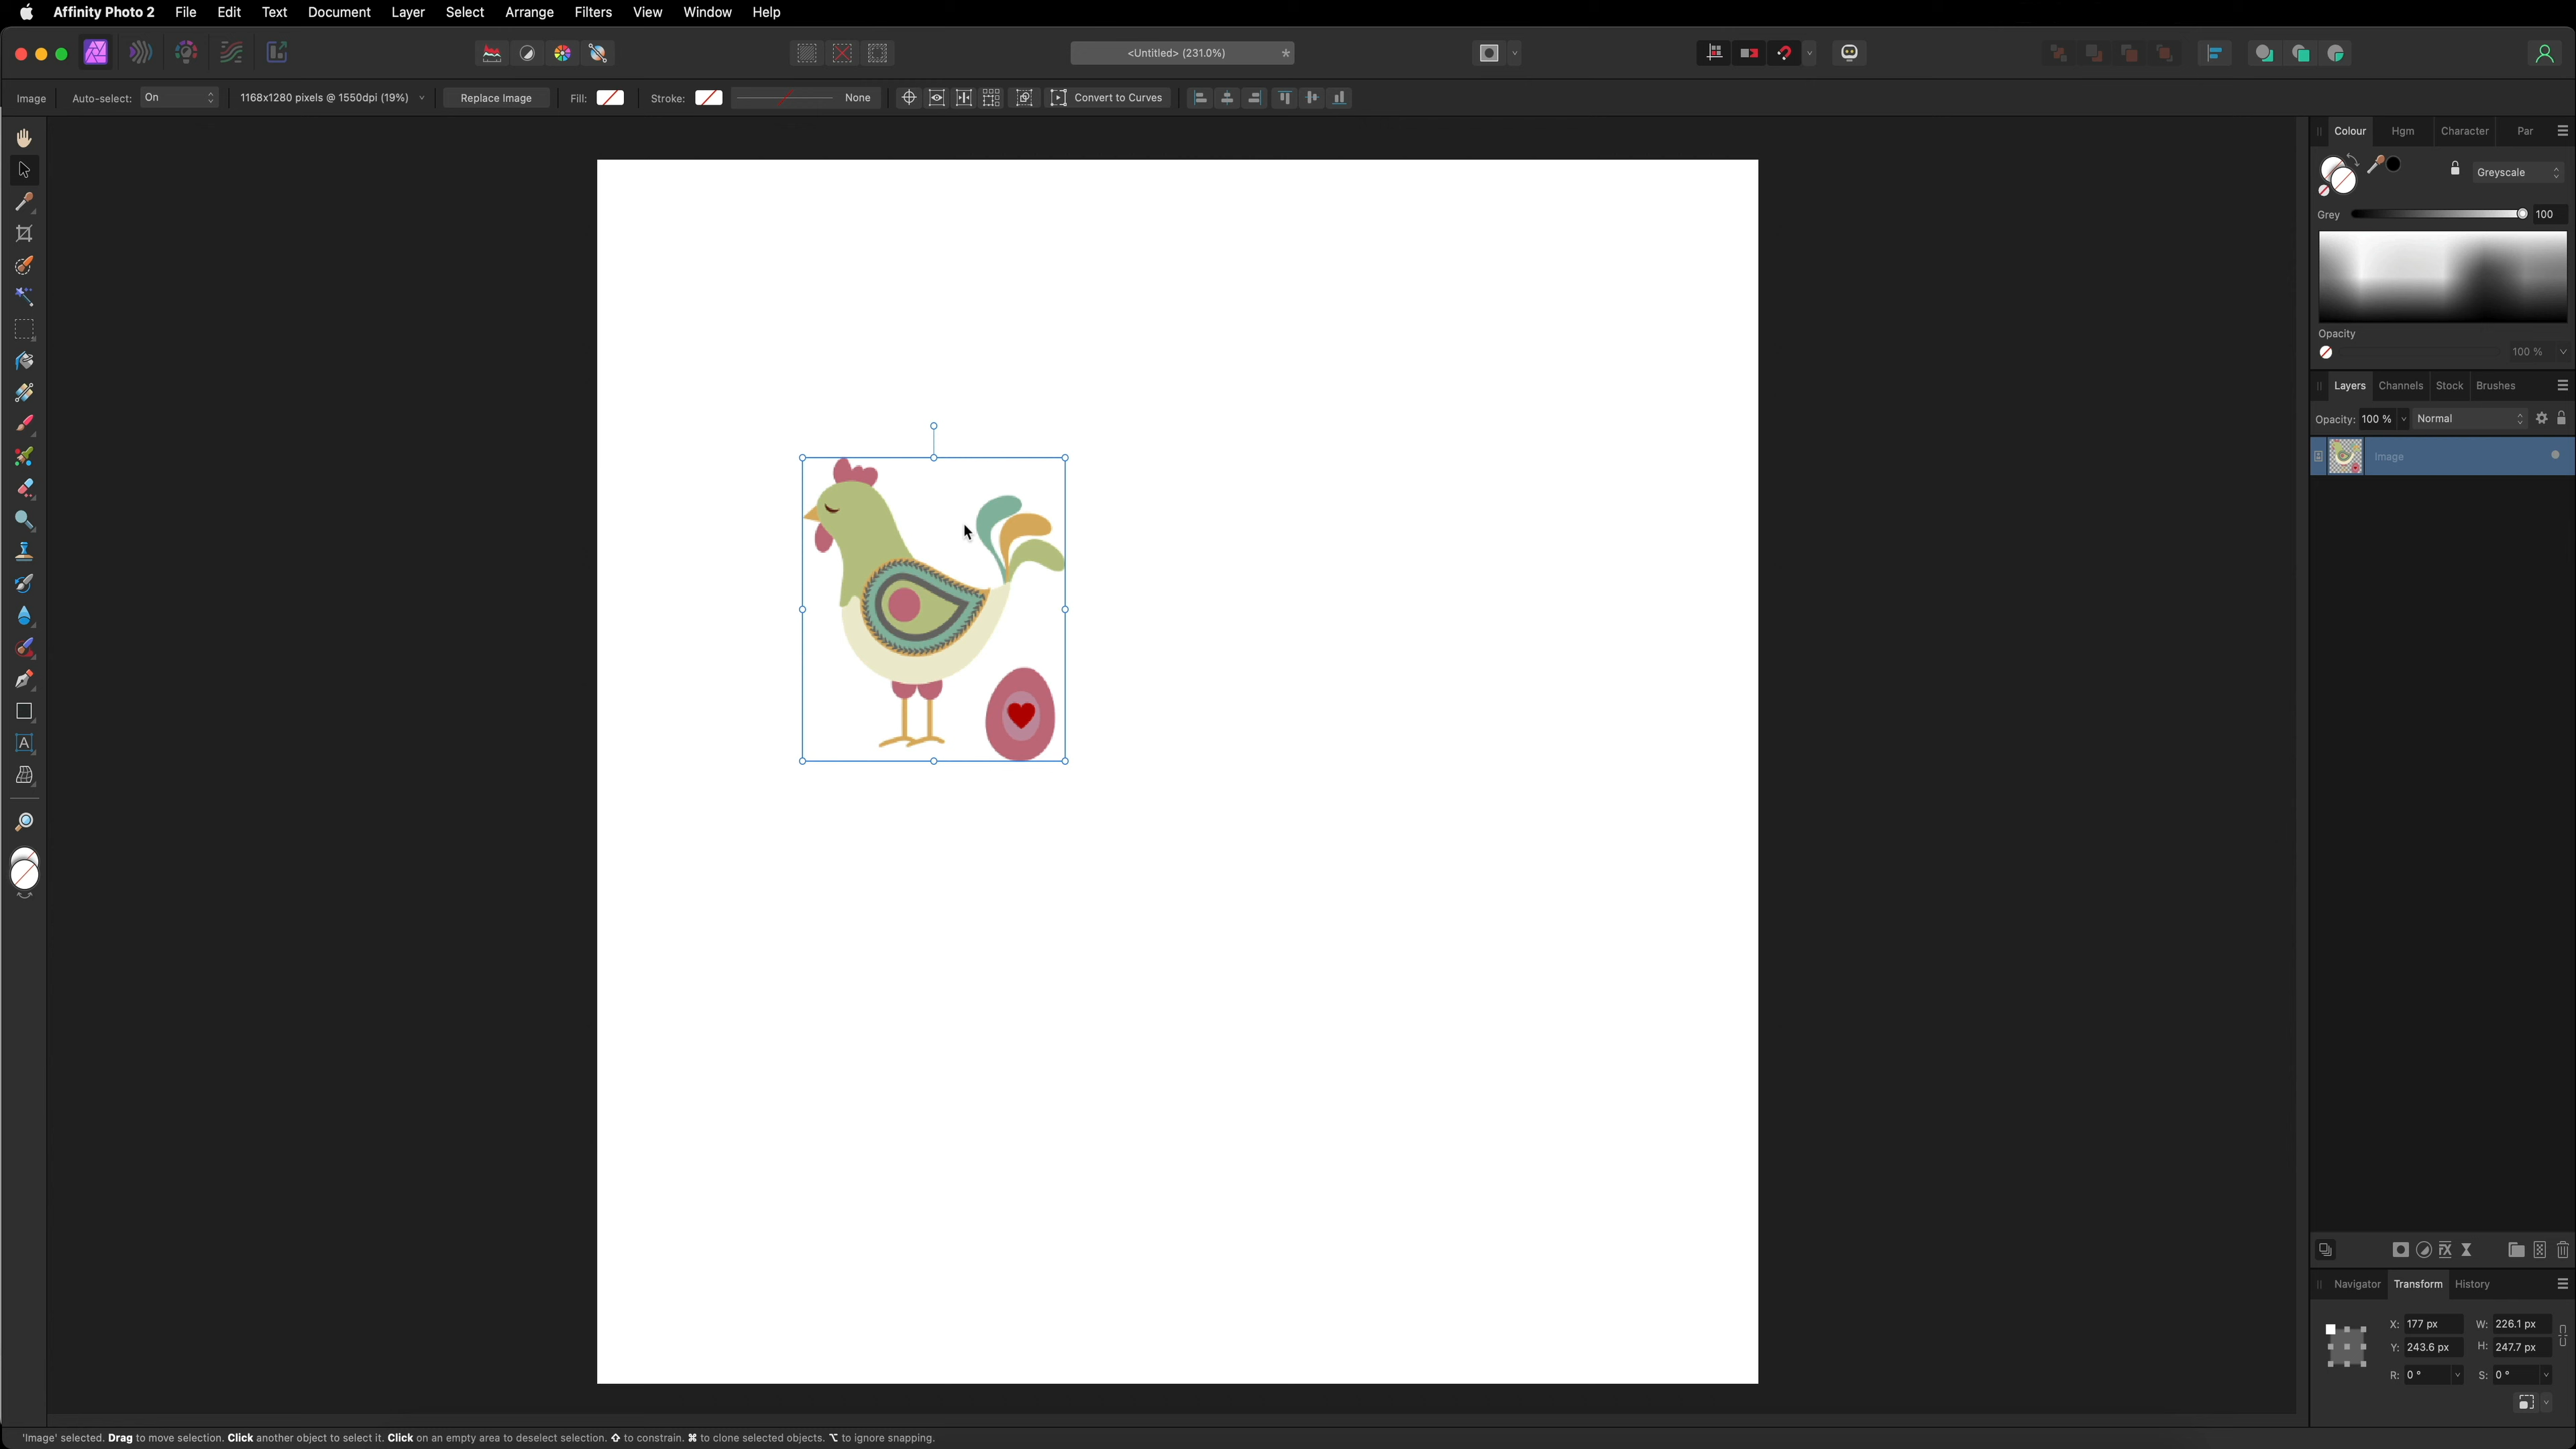 Affinity Photo 2 File Edit Text Document Layer Select Arrange Filters View Window Help
<Untitled> (231.0%) *
Image Auto-select: On 1168x1280 pixels @ 1550dpi (19%) Replace Image Fill: Stroke: None Convert to Curves
Colour Hgm Character Par
Greyscale
Grey 100
Opacity
100 %
Layers Channels Stock Brushes
Opacity: 100 % Normal
Image
Navigator Transform History
X: 177 px W: 226.1 px
Y: 243.6 px H: 247.7 px
R: 0 ° S: 0 °
'Image' selected. Drag to move selection. Click another object to select it. Click on an empty area to deselect selection. ⇧ to constrain. ⌘ to clone selected objects. ⌥ to ignore snapping.